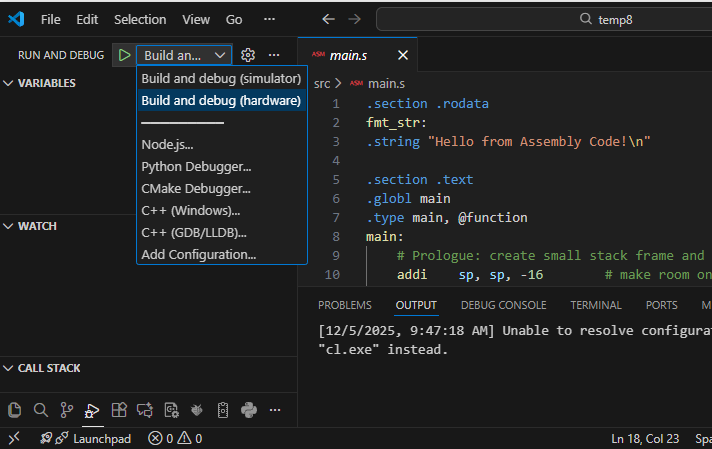 File Edit Selection View Go ··· temp8
RUN AND DEBUG Build an... ···
Build and debug (simulator)
Build and debug (hardware)
Node.js...
Python Debugger...
CMake Debugger...
C++ (Windows)...
C++ (GDB/LLDB)...
Add Configuration...
VARIABLES
WATCH
CALL STACK
ASM main.s
src > ASM main.s
1 .section .rodata
2 fmt_str:
3 .string "Hello from Assembly Code!\n"
4
5 .section .text
6 .globl main
7 .type main, @function
8 main:
9 # Prologue: create small stack frame and
10 addi sp, sp, -16 # make room on
PROBLEMS OUTPUT DEBUG CONSOLE TERMINAL PORTS M
[12/5/2025, 9:47:18 AM] Unable to resolve configurat
"cl.exe" instead.
Launchpad 0 0 Ln 18, Col 23 Spa